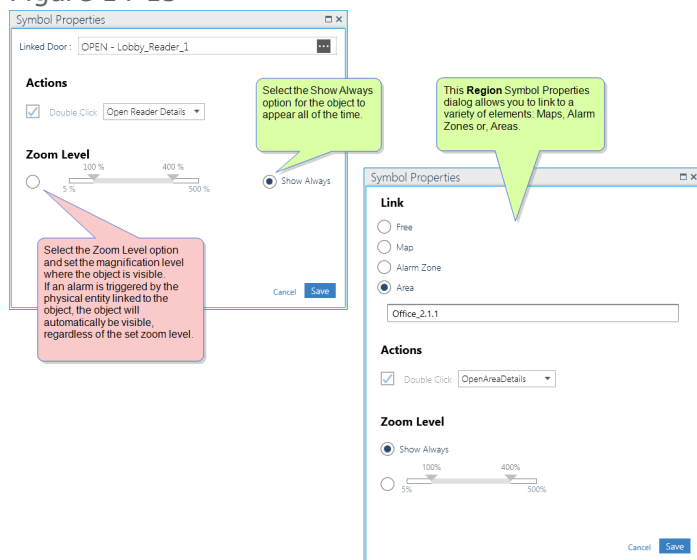 Symbol Properties
Linked Door : OPEN - Lobby_Reader_1
Actions
Double Click Open Reader Details
Zoom Level
100 % 400 %
5 % 500 %
Show Always
Cancel Save
Select the Show Always
option for the object to
appear all of the time.
Select the Zoom Level option
and set the magnification level
where the object is visible.
If an alarm is triggered by the
physical entity linked to the
object, the object will
automatically be visible,
regardless of the set zoom level.
This Region Symbol Properties
dialog allows you to link to a
variety of elements: Maps, Alarm
Zones or, Areas.
Symbol Properties
Link
Free
Map
Alarm Zone
Area
Office_2.1.1
Actions
Double Click OpenAreaDetails
Zoom Level
Show Always
100% 400%
5% 500%
Cancel Save